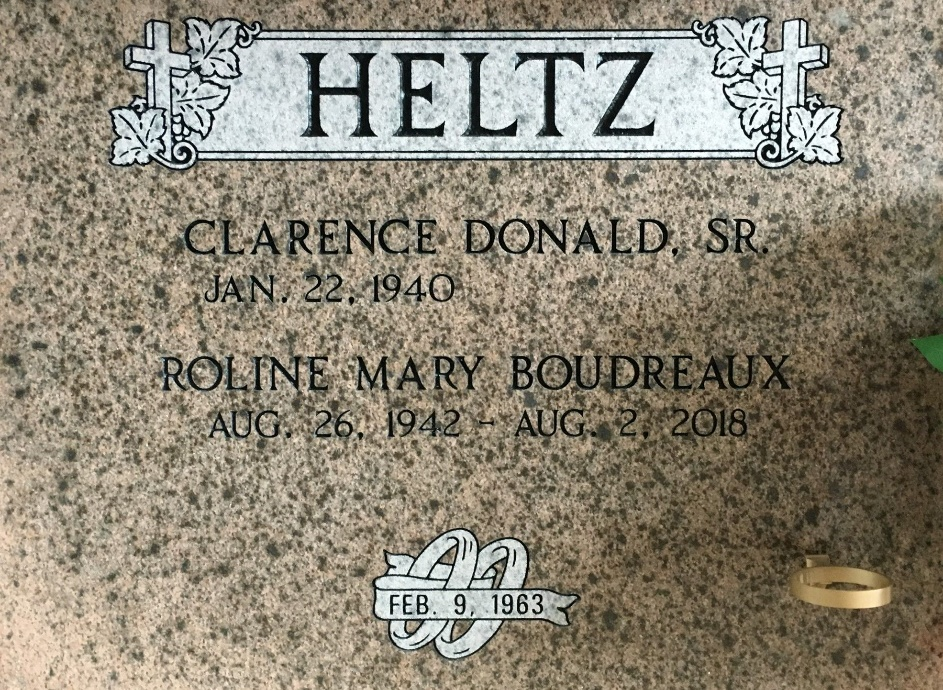 HELTZ
CLARENCE DONALD, SR.
JAN. 22, 1940
ROLINE MARY BOUDREAUX
AUG. 26, 1942 - AUG. 2, 2018
FEB. 9, 1963